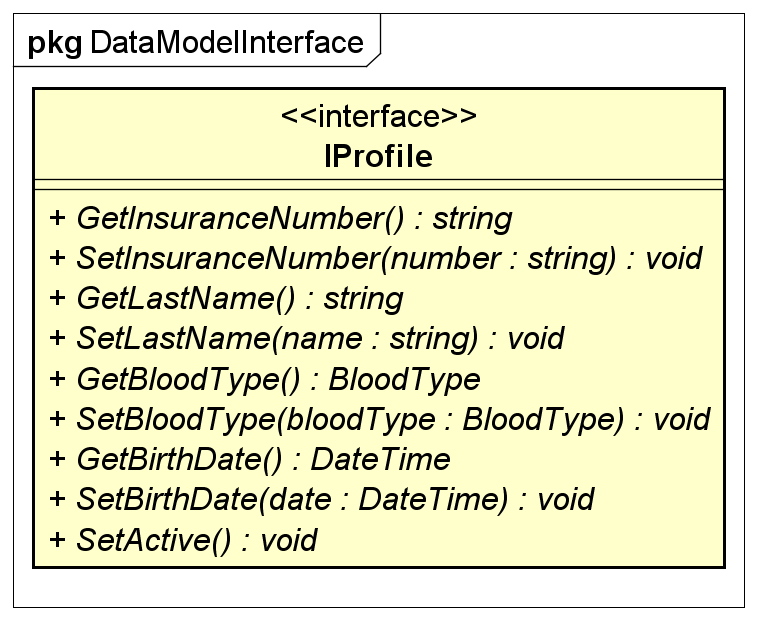 pkg DataModelInterface
<<interface>>
IProfile
+ GetInsuranceNumber() : string
+ SetInsuranceNumber(number : string) : void
+ GetLastName() : string
+ SetLastName(name : string) : void
+ GetBloodType() : BloodType
+ SetBloodType(bloodType : BloodType) : void
+ GetBirthDate() : DateTime
+ SetBirthDate(date : DateTime) : void
+ SetActive() : void